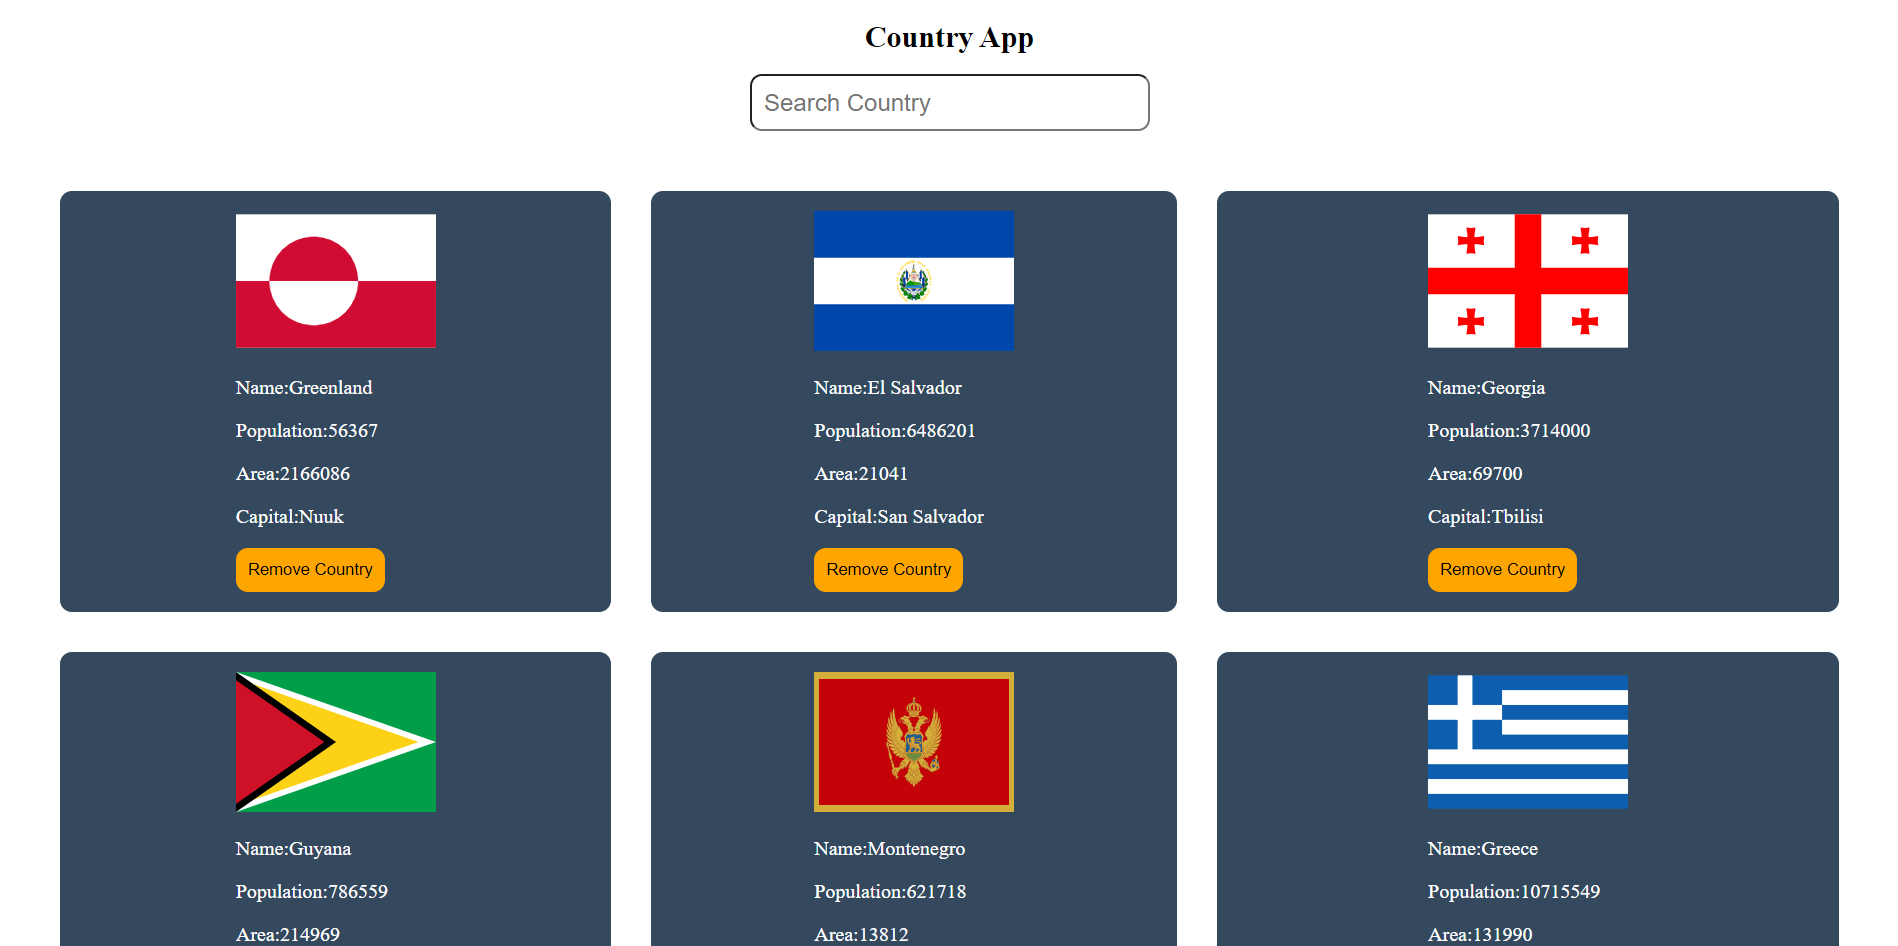 Country App
Search Country
Name:Greenland
Population:56367
Area:2166086
Capital:Nuuk
Remove Country
Name:El Salvador
Population:6486201
Area:21041
Capital:San Salvador
Remove Country
Name:Georgia
Population:3714000
Area:69700
Capital:Tbilisi
Remove Country
Name:Guyana
Population:786559
Area:214969
Name:Montenegro
Population:621718
Area:13812
Name:Greece
Population:10715549
Area:131990